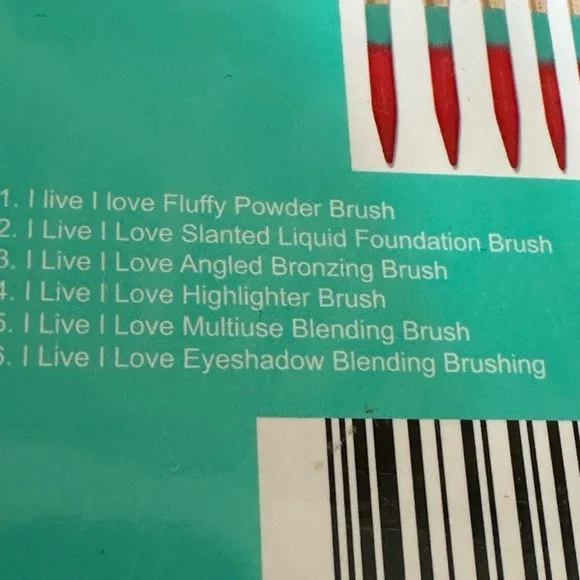 1. I live I love Fluffy Powder Brush
2. I Live I Love Slanted Liquid Foundation Brush
3. I Live I Love Angled Bronzing Brush
4. I Live I Love Highlighter Brush
5. I Live I Love Multiuse Blending Brush
6. I Live I Love Eyeshadow Blending Brushing